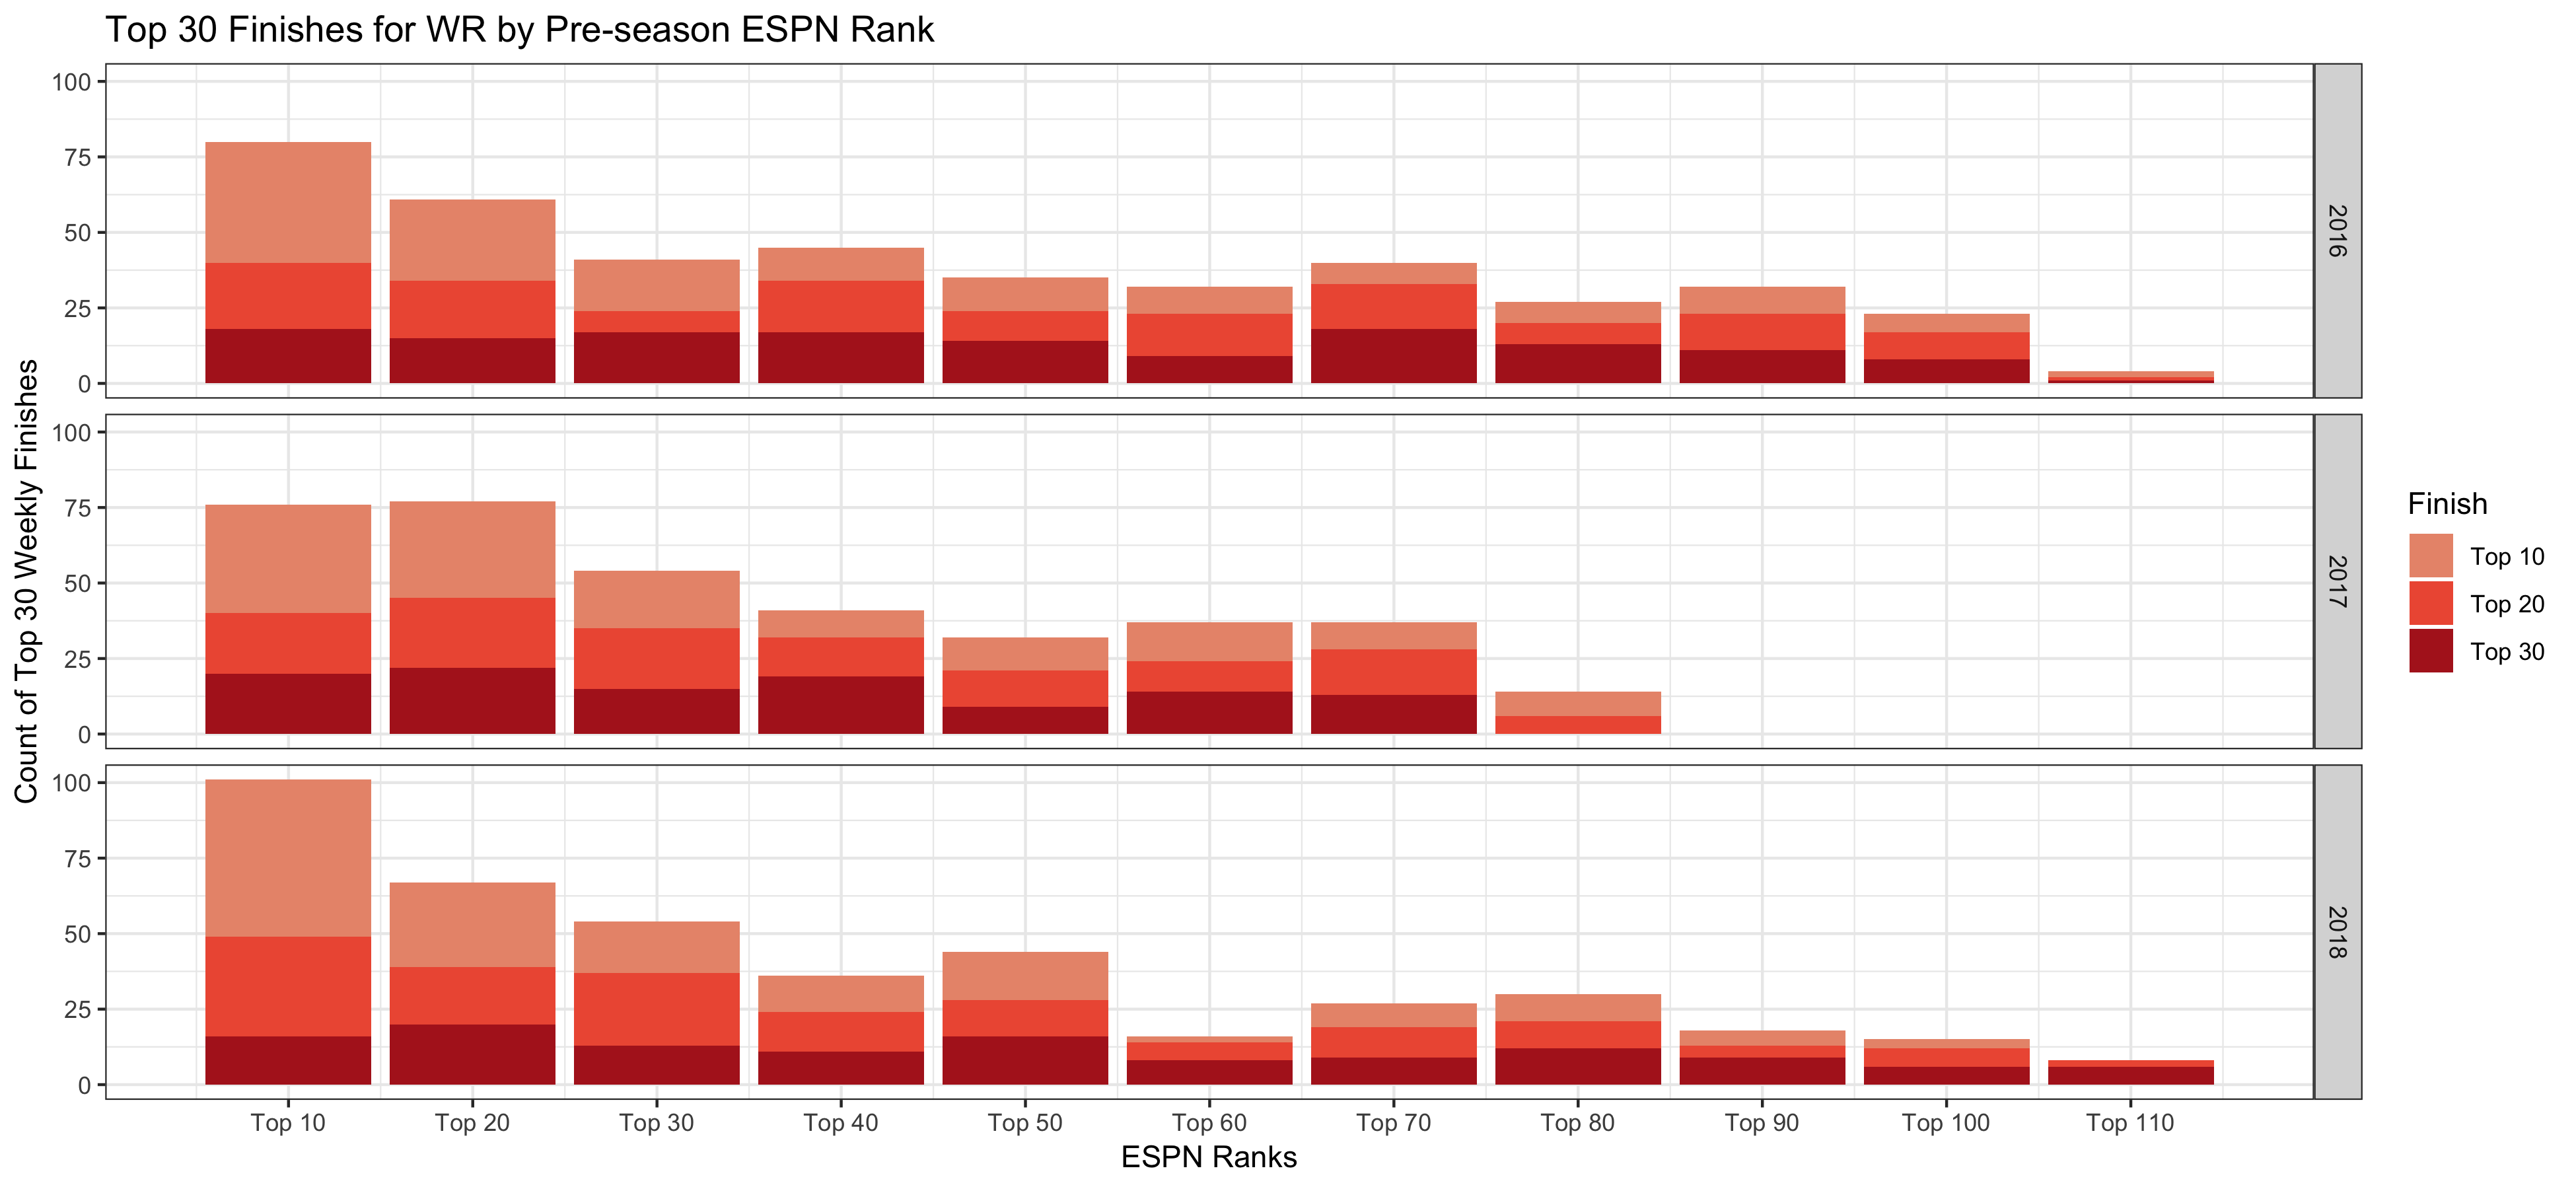 Top 30 Finishes for WR by Pre-season ESPN Rank
Count of Top 30 Weekly Finishes
100
75
50
25
0
2016
100
75
50
25
0
2017
100
75
50
25
0
2018
Top 10 Top 20 Top 30 Top 40 Top 50 Top 60 Top 70 Top 80 Top 90 Top 100 Top 110
ESPN Ranks
Finish
Top 10
Top 20
Top 30